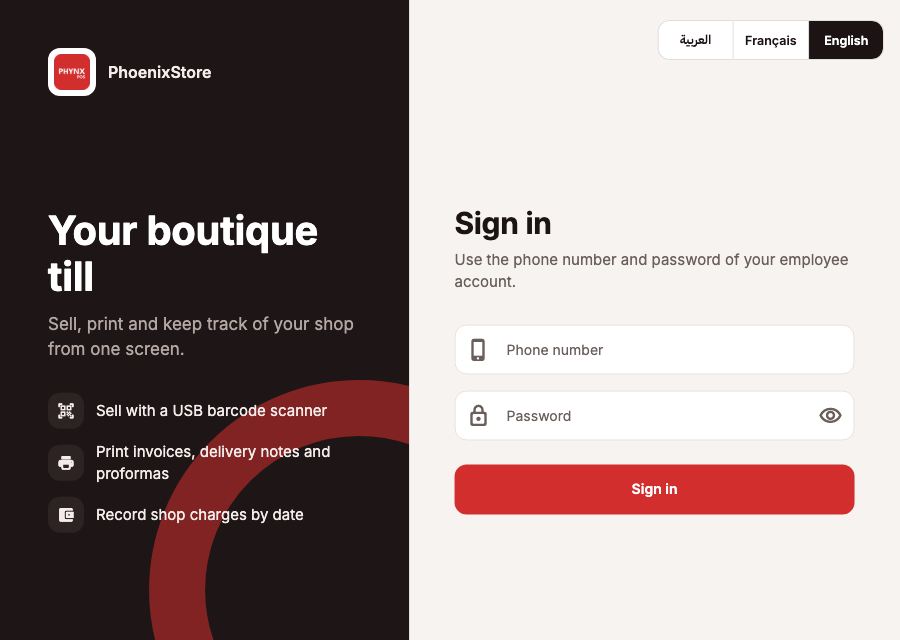 PHYNX
POS
PhoenixStore
Your boutique
till
Sell, print and keep track of your shop
from one screen.
Sell with a USB barcode scanner
Print invoices, delivery notes and
proformas
Record shop charges by date
العربية
Français
English
Sign in
Use the phone number and password of your employee
account.
Phone number
Password
Sign in